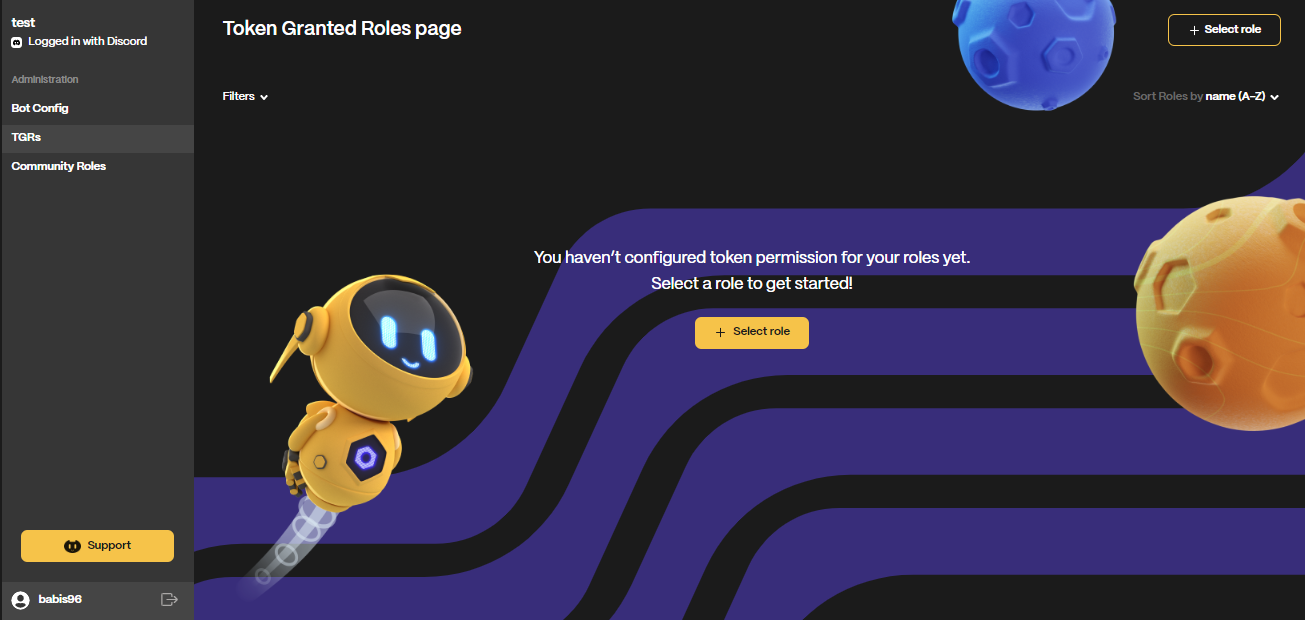 test
Logged in with Discord
Administration
Bot Config
TGRs
Community Roles
Support
babis96
Token Granted Roles page
+ Select role
Filters
Sort Roles by name (A-Z)
You haven't configured token permission for your roles yet.
Select a role to get started!
+ Select role